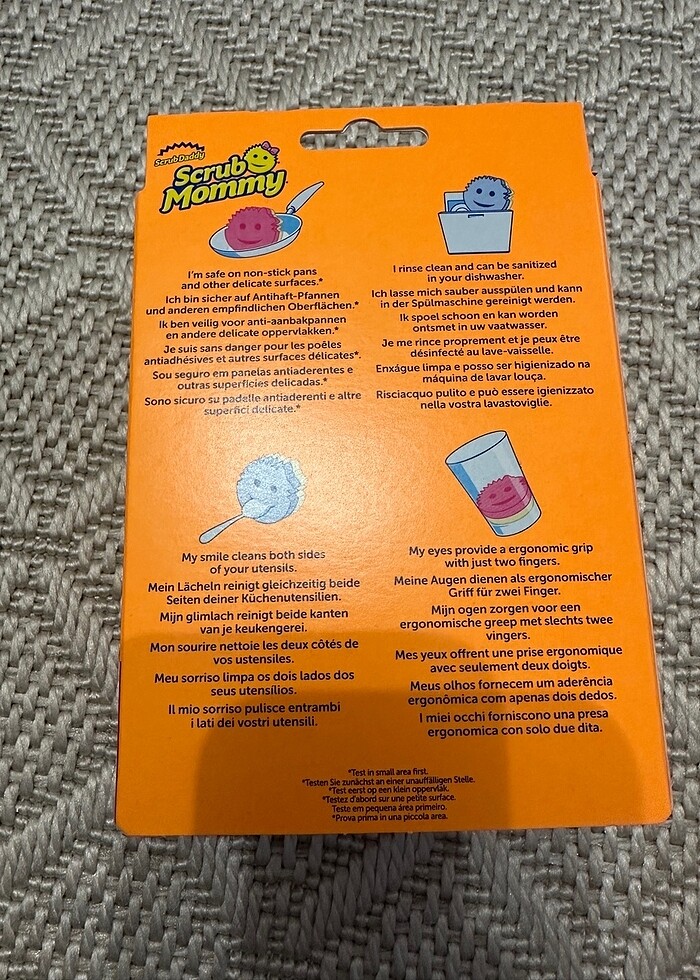 Scrub Daddy
Scrub
Mommy
I'm safe on non-stick pans
and other delicate surfaces.*
Ich bin sicher auf Antihaft-Pfannen
und anderen empfindlichen Oberflächen.*
Ik ben veilig voor anti-aanbakpannen
en andere delicate oppervlakken.*
Je suis sans danger pour les poêles
antiadhésives et autres surfaces délicates*.
Sou seguro em panelas antiaderentes e
outras superfícies delicadas.*
Sono sicuro su padelle antiaderenti e altre
superfici delicate.*
I rinse clean and can be sanitized
in your dishwasher.
Ich lasse mich sauber ausspülen und kann
in der Spülmaschine gereinigt werden.
Ik spoel schoon en kan worden
ontsmet in uw vaatwasser.
Je me rince proprement et je peux être
désinfecté au lave-vaisselle.
Enxágue limpa e posso ser higienizado na
máquina de lavar louça.
Risciacquo pulito e può essere igienizzato
nella vostra lavastoviglie.
My smile cleans both sides
of your utensils.
Mein Lächeln reinigt gleichzeitig beide
Seiten deiner Küchenutensilien.
Mijn glimlach reinigt beide kanten
van je keukengerei.
Mon sourire nettoie les deux côtés de
vos ustensiles.
Meu sorriso limpa os dois lados dos
seus utensílios.
Il mio sorriso pulisce entrambi
i lati dei vostri utensili.
My eyes provide a ergonomic grip
with just two fingers.
Meine Augen dienen als ergonomischer
Griff für zwei Finger.
Mijn ogen zorgen voor een
ergonomische greep met slechts twee
vingers.
Mes yeux offrent une prise ergonomique
avec seulement deux doigts.
Meus olhos fornecem um aderência
ergonômica com apenas dois dedos.
I miei occhi forniscono una presa
ergonomica con solo due dita.
*Test in small area first.
*Testen Sie zunächst an einer unauffälligen Stelle.
*Test eerst op een klein oppervlak.
*Testez d'abord sur une petite surface.
Teste em pequena área primeiro.
*Prova prima in una piccola area.